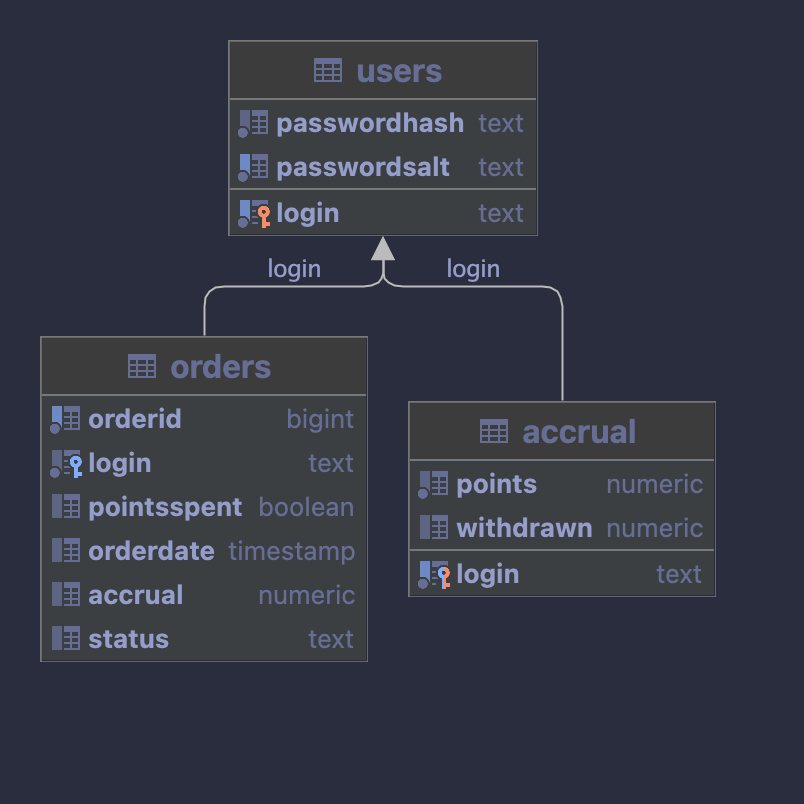 users
passwordhash text
passwordsalt text
login text
login login
orders
orderid bigint
login text
pointsspent boolean
orderdate timestamp
accrual numeric
status text
accrual
points numeric
withdrawn numeric
login text